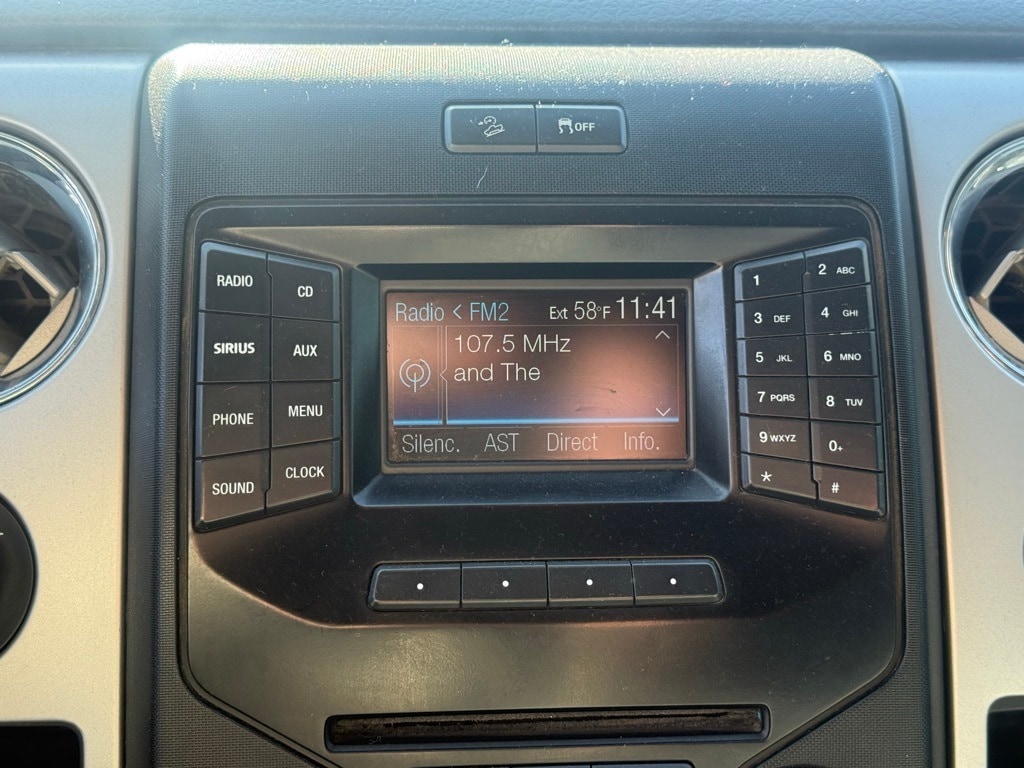 OFF
RADIO
CD
SIRIUS
AUX
PHONE
MENU
SOUND
CLOCK
Radio < FM2 Ext 58°F 11:41
107.5 MHz
and The
Silenc. AST Direct Info.
1
2 ABC
3 DEF
4 GHI
5 JKL
6 MNO
7 PQRS
8 TUV
9 WXYZ
0+
*
#